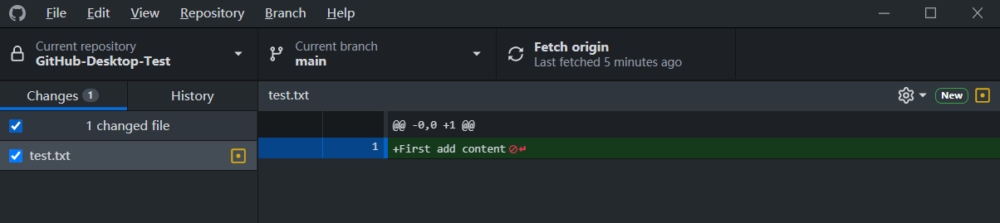 File Edit View Repository Branch Help
Current repository
GitHub-Desktop-Test
Current branch
main
Fetch origin
Last fetched 5 minutes ago
Changes 1
History
test.txt
New
1 changed file
@@ -0,0 +1 @@
test.txt
1 +First add content